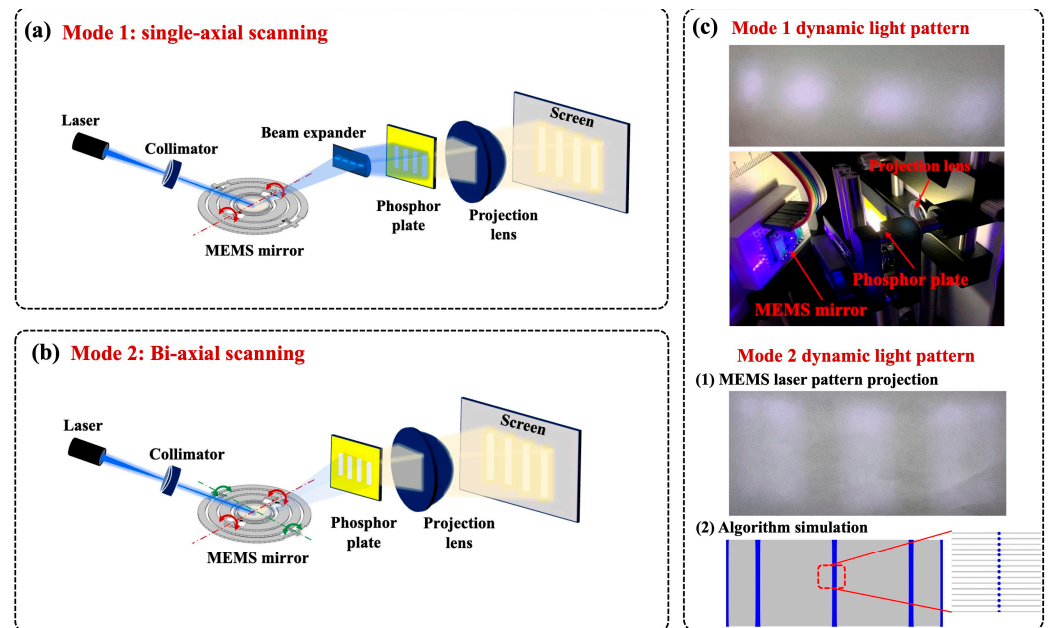 (a) Mode 1: single-axial scanning
Laser
Collimator
Beam expander
Screen
MEMS mirror
Phosphor
plate
Projection
lens
(b) Mode 2: Bi-axial scanning
Laser
Collimator
Screen
MEMS mirror
Phosphor
plate
Projection
lens
(c) Mode 1 dynamic light pattern
Projection lens
Phosphor plate
MEMS mirror
Mode 2 dynamic light pattern
(1) MEMS laser pattern projection
(2) Algorithm simulation